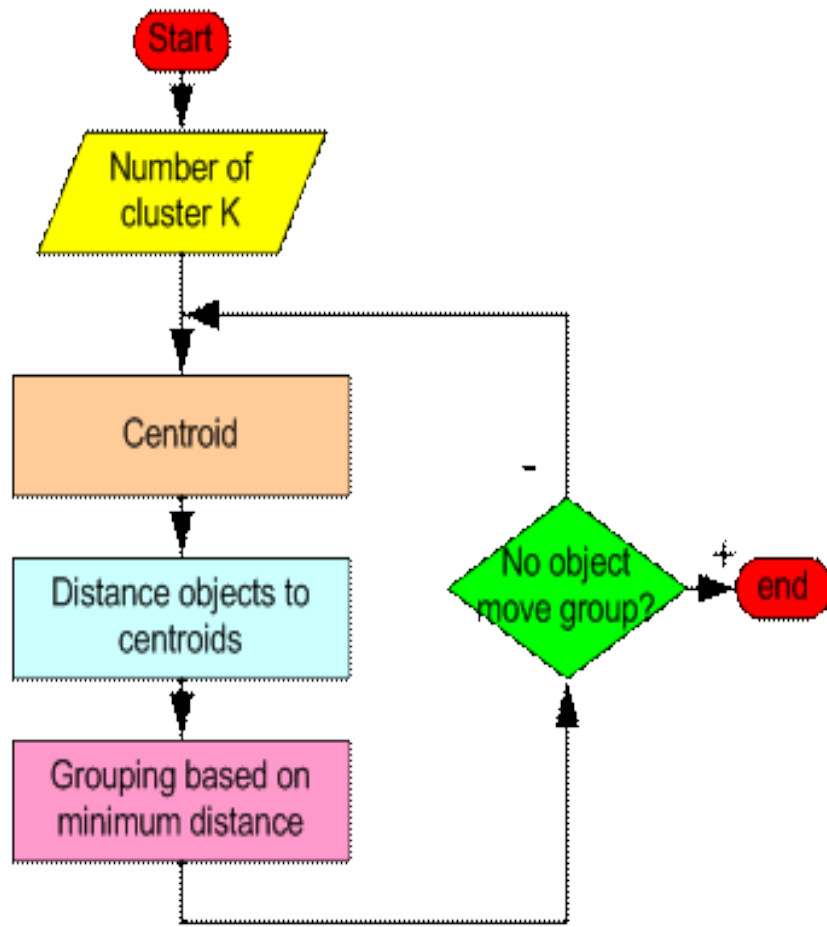 Start
Number of
cluster K
Centroid
Distance objects to
centroids
Grouping based on
minimum distance
-
No object
move group?
+
end